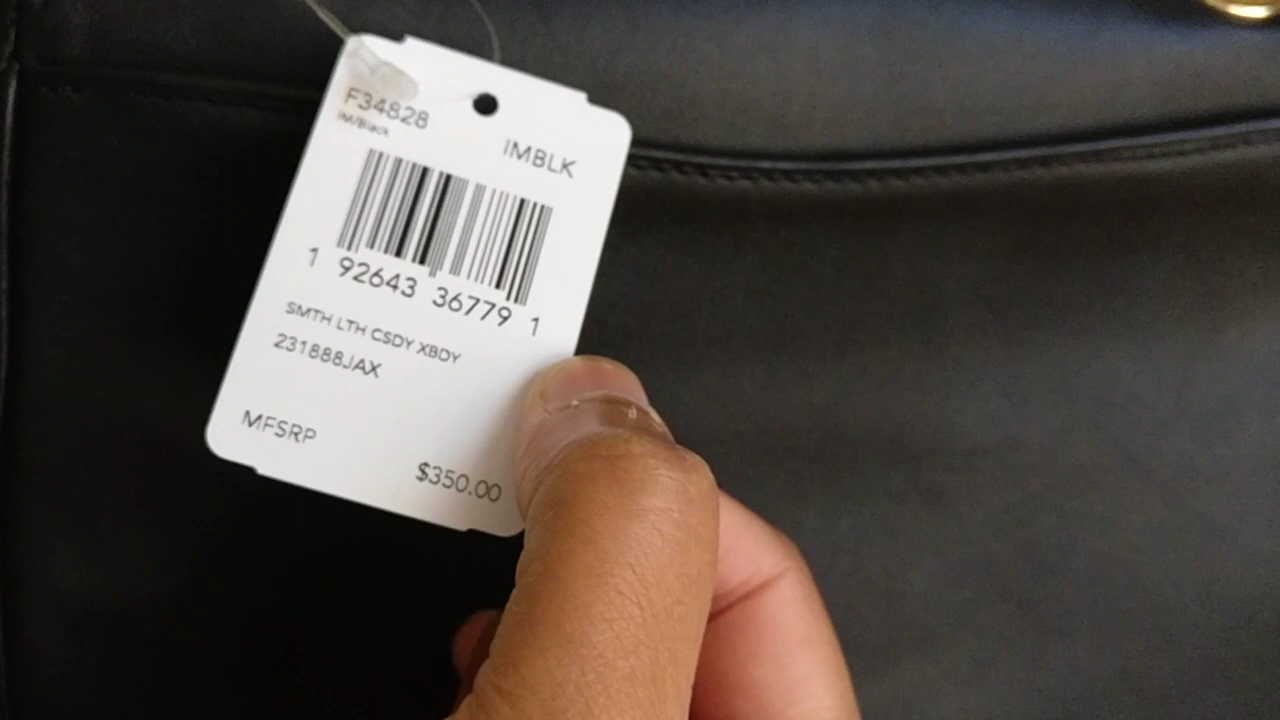 F34828
IM/Black
IMBLK
1 92643 36779 1
SMTH LTH CSDY XBDY
231888JAX
MFSRP
$350.00